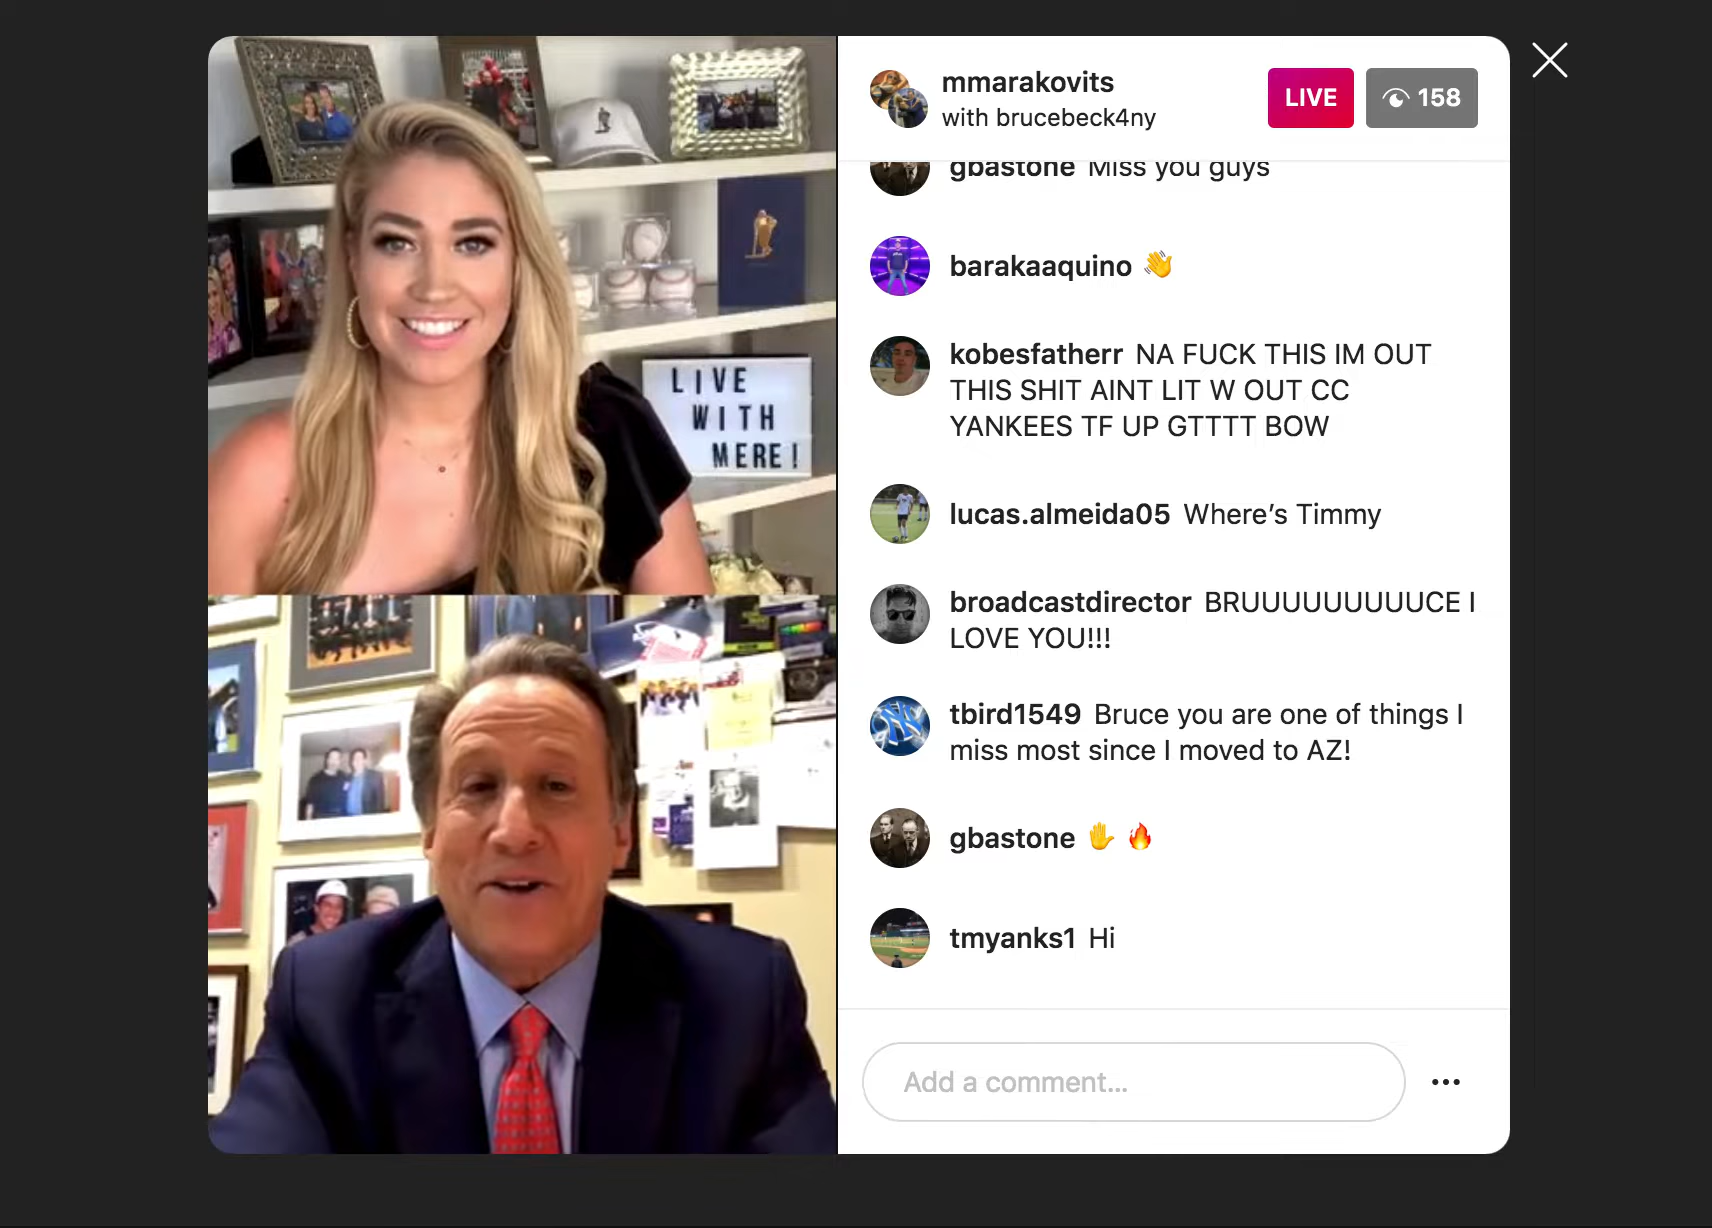 LIVE
WITH
MERE!
mmarakovits
with brucebeck4ny
LIVE
158
gbastone Miss you guys
barakaaquino 👋
kobesfatherr NA FUCK THIS IM OUT
THIS SHIT AINT LIT W OUT CC
YANKEES TF UP GTTTT BOW
lucas.almeida05 Where's Timmy
broadcastdirector BRUUUUUUUUUCE I
LOVE YOU!!!
tbird1549 Bruce you are one of things I
miss most since I moved to AZ!
gbastone ✋ 🔥
tmyanks1 Hi
Add a comment...